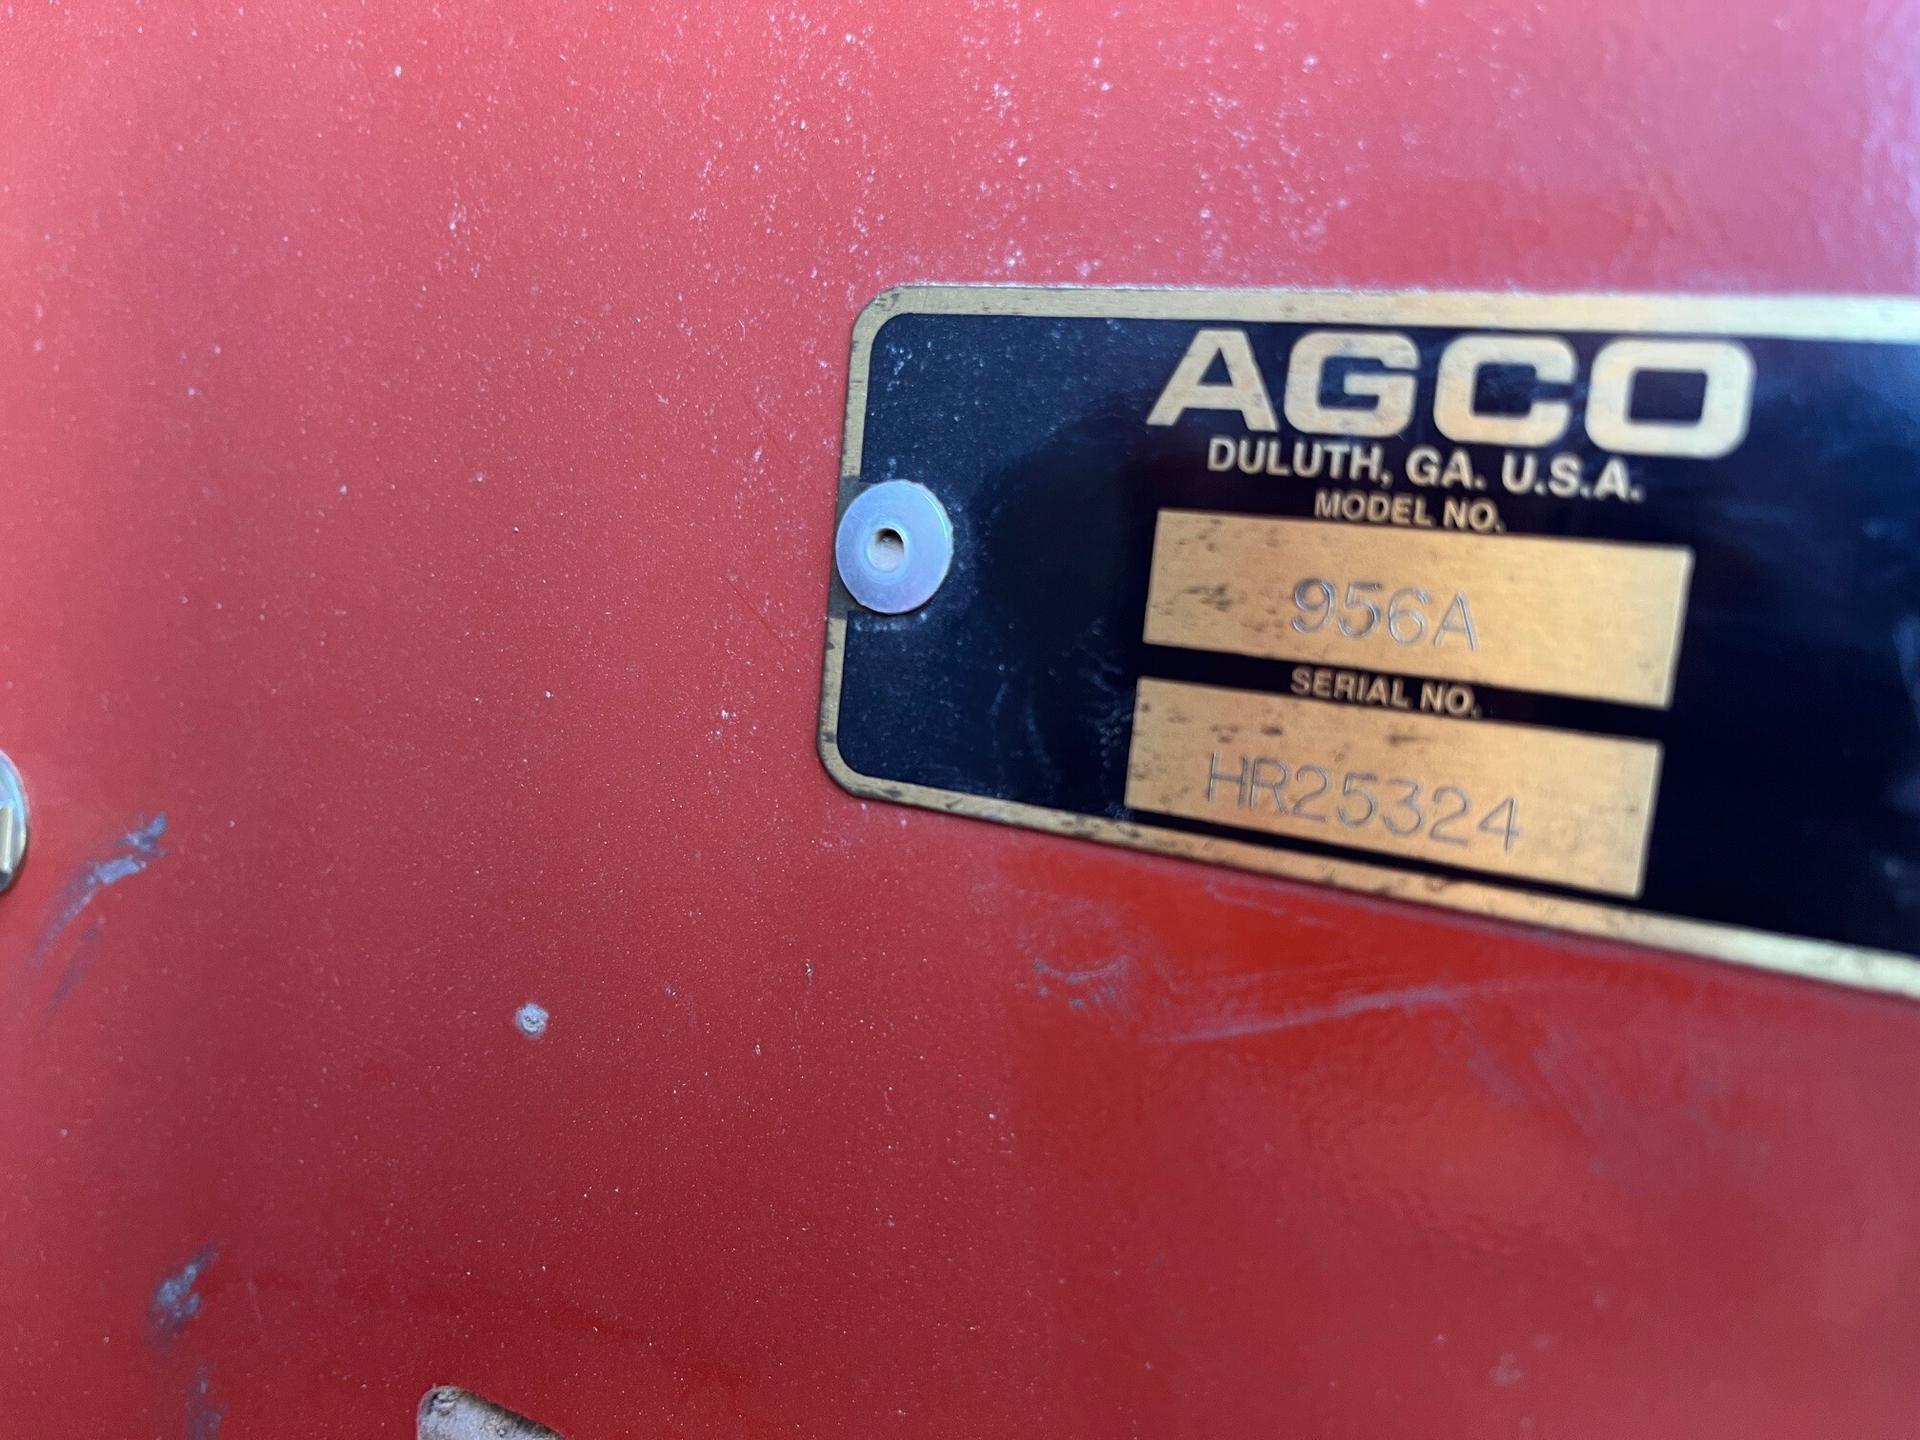 AGCO
DULUTH, GA. U.S.A.
MODEL NO.
956A
SERIAL NO.
HR25324